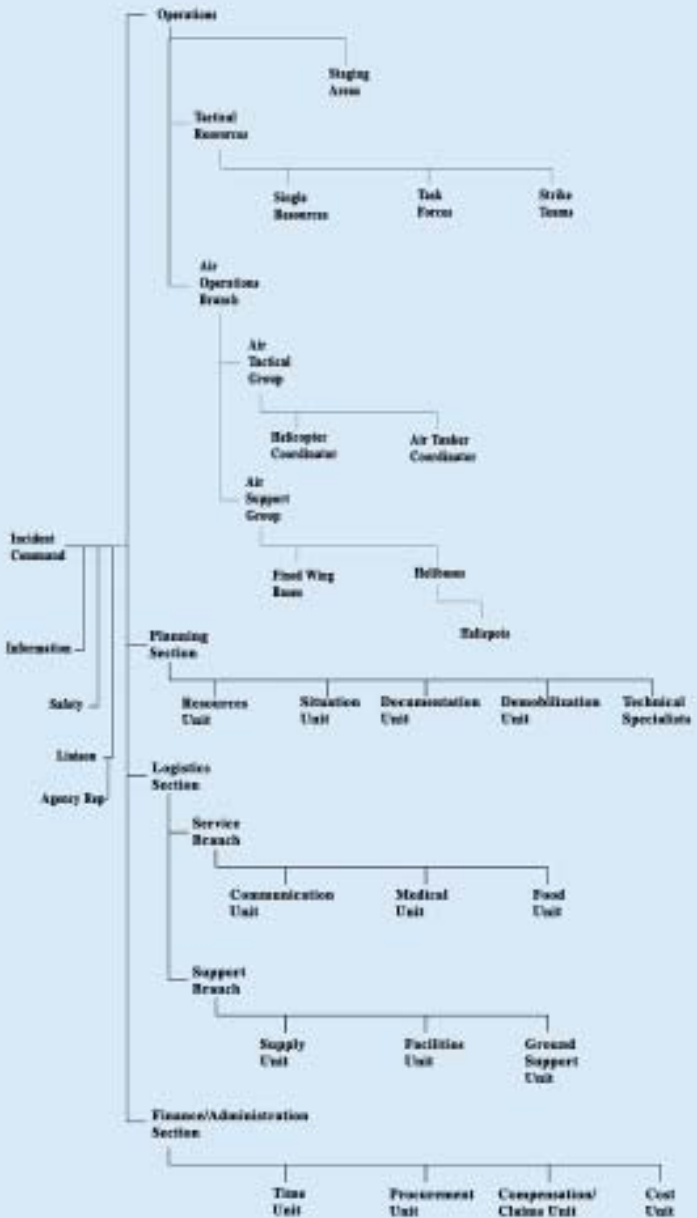 Operations
Staging
Areas
Tactical
Resources
Single
Resources
Task
Forces
Strike
Teams
Air
Operations
Branch
Air
Tactical
Group
Helicopter
Coordinator
Air Tanker
Coordinator
Air
Support
Group
Incident
Command
Fixed Wing
Bases
Helibases
Helispots
Information
Planning
Section
Safety
Resources
Unit
Situation
Unit
Documentation
Unit
Demobilization
Unit
Technical
Specialists
Liaison
Agency Rep
Logistics
Section
Service
Branch
Communication
Unit
Medical
Unit
Food
Unit
Support
Branch
Supply
Unit
Facilities
Unit
Ground
Support
Unit
Finance/Administration
Section
Time
Unit
Procurement
Unit
Compensation/
Claims Unit
Cost
Unit